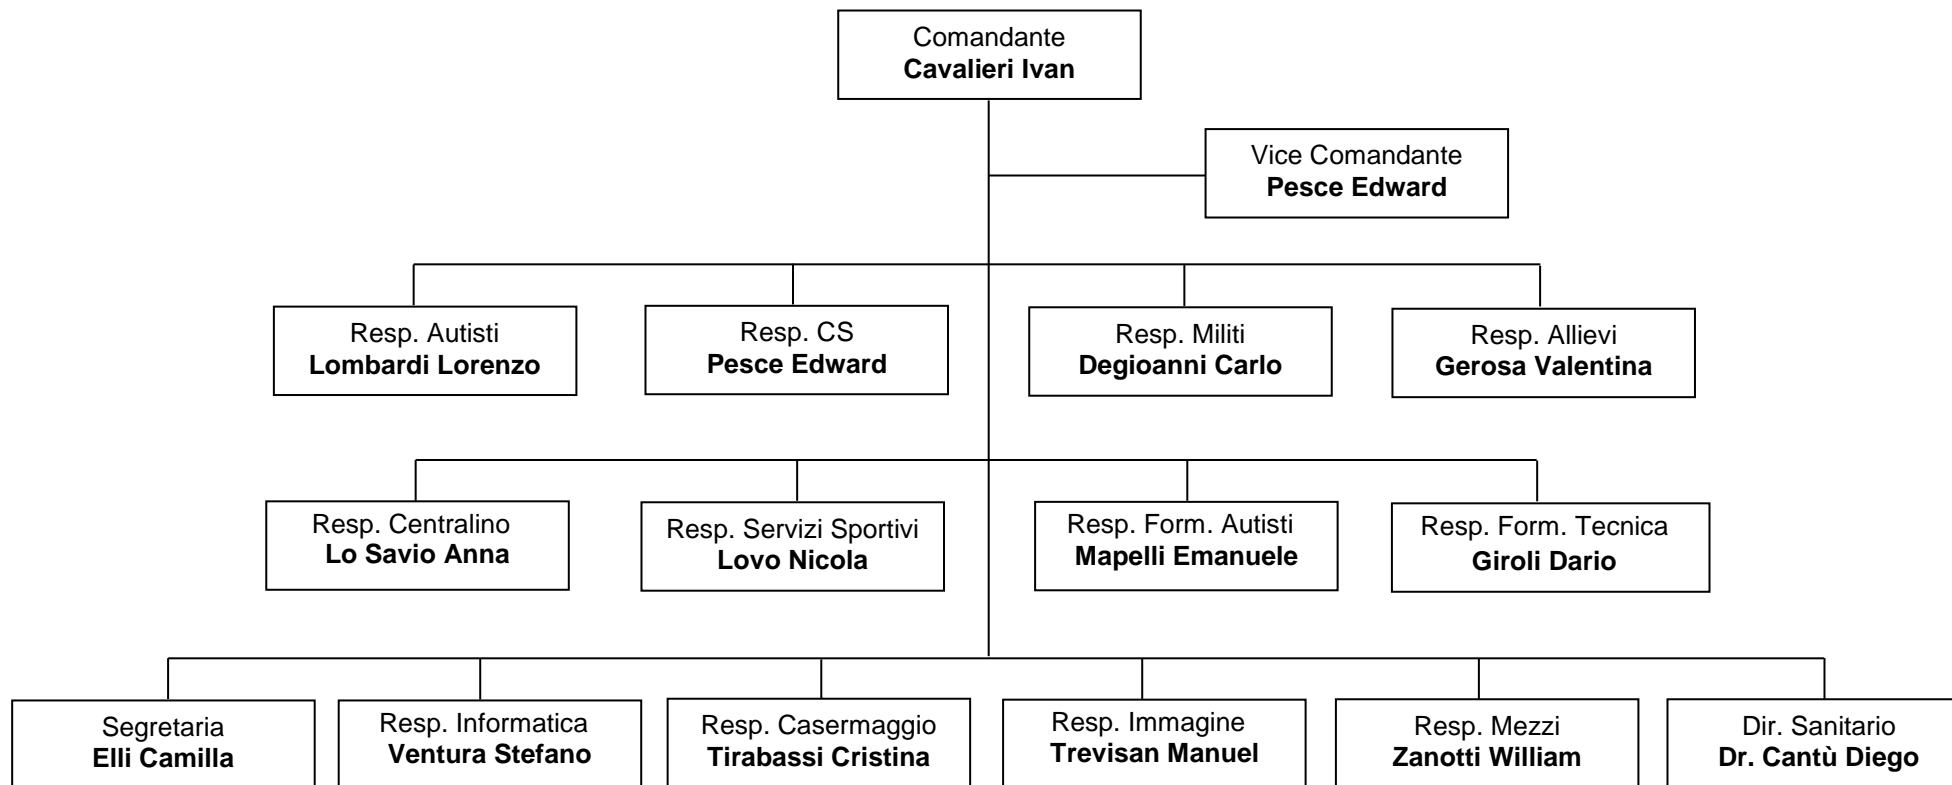 Comandante
Cavalieri Ivan
Vice Comandante
Pesce Edward
Resp. Autisti
Lombardi Lorenzo
Resp. CS
Pesce Edward
Resp. Militi
Degioanni Carlo
Resp. Allievi
Gerosa Valentina
Resp. Centralino
Lo Savio Anna
Resp. Servizi Sportivi
Lovo Nicola
Resp. Form. Autisti
Mapelli Emanuele
Resp. Form. Tecnica
Giroli Dario
Segretaria
Elli Camilla
Resp. Informatica
Ventura Stefano
Resp. Casermaggio
Tirabassi Cristina
Resp. Immagine
Trevisan Manuel
Resp. Mezzi
Zanotti William
Dir. Sanitario
Dr. Cantù Diego